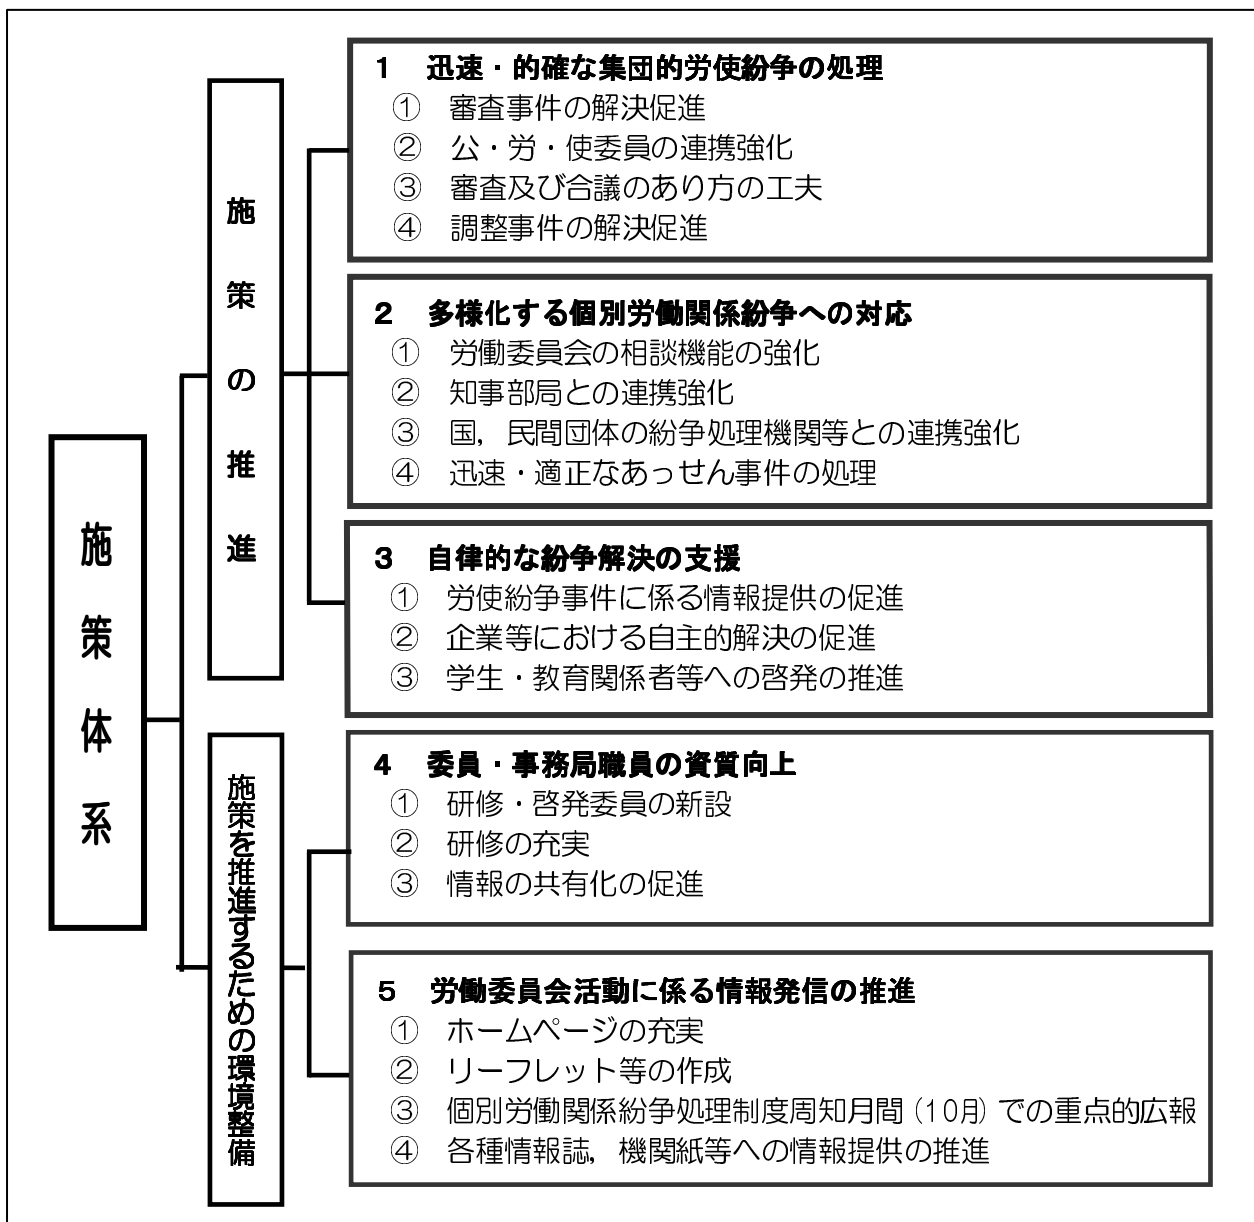 施策体系
施策の推進
1 迅速・的確な集団的労使紛争の処理
① 審査事件の解決促進
② 公・労・使委員の連携強化
③ 審査及び合議のあり方の工夫
④ 調整事件の解決促進
2 多様化する個別労働関係紛争への対応
① 労働委員会の相談機能の強化
② 知事部局との連携強化
③ 国，民間団体の紛争処理機関等との連携強化
④ 迅速・適正なあっせん事件の処理
3 自律的な紛争解決の支援
① 労使紛争事件に係る情報提供の促進
② 企業等における自主的解決の促進
③ 学生・教育関係者等への啓発の推進
施策を推進するための環境整備
4 委員・事務局職員の資質向上
① 研修・啓発委員の新設
② 研修の充実
③ 情報の共有化の促進
5 労働委員会活動に係る情報発信の推進
① ホームページの充実
② リーフレット等の作成
③ 個別労働関係紛争処理制度周知月間（10月）での重点的広報
④ 各種情報誌，機関紙等への情報提供の推進